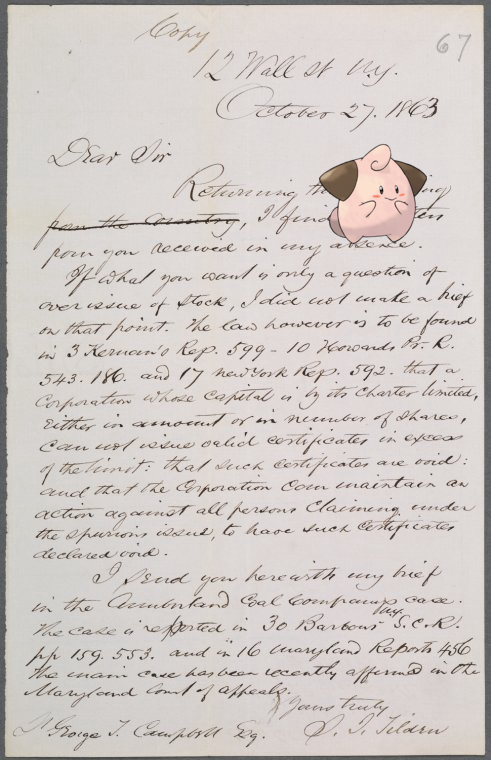 Copy
67
12 Wall St N.Y.
October 27. 1863
Dear Sir
Returning
from the Country, I find
from you received in my absence.
If what you want is only a question of
over issue of Stock, I did not make a brief
on that point. The law however is to be found
in 3 Kernan's Rep. 599 - 10 Howards Pr. R.
543. 186. and 17 New York Rep. 592. that a
Corporation whose capital is by its charter limited,
Either in amount or in number of shares,
can not issue valid certificates in excess
of the limit: that such certificates are void:
and that the Corporation can maintain an
action against all persons claiming under
the spurious issue, to have such certificates
declared void.
I send you herewith my brief
in the Cumberland Coal Company case.
The case is reported in 30 Barbours S.C.R.
pp 159. 553. and in 16 Maryland Reports 456
The main case has been recently affirmed in the
Maryland Court of appeals.
Yours truly
George T. Campbell Esq. S. J. Tilden